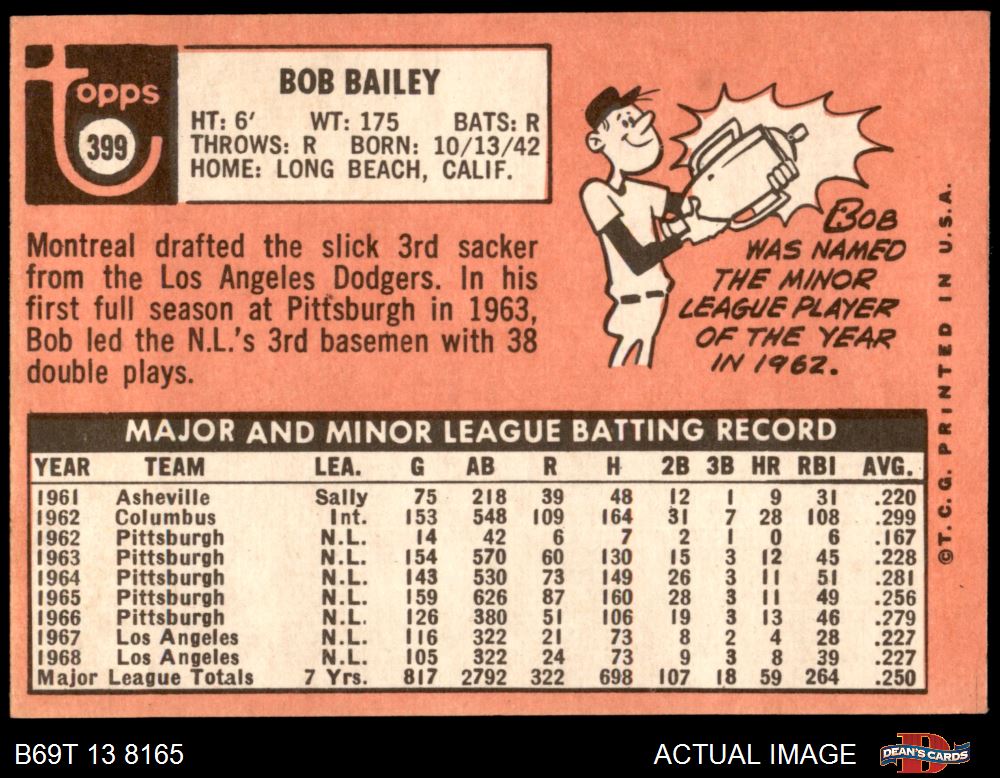 topps
399
BOB BAILEY
HT: 6' WT: 175 BATS: R
THROWS: R BORN: 10/13/42
HOME: LONG BEACH, CALIF.
Montreal drafted the slick 3rd sacker
from the Los Angeles Dodgers. In his
first full season at Pittsburgh in 1963,
Bob led the N.L.'s 3rd basemen with 38
double plays.
BOB
WAS NAMED
THE MINOR
LEAGUE PLAYER
OF THE YEAR
IN 1962.
©T.C.G. PRINTED IN U.S.A.
MAJOR AND MINOR LEAGUE BATTING RECORD
YEAR TEAM LEA. G AB R H 2B 3B HR RBI AVG.
1961 Asheville Sally 75 218 39 48 12 1 9 31 .220
1962 Columbus Int. 153 548 109 164 31 7 28 108 .299
1962 Pittsburgh N.L. 14 42 6 7 2 1 0 6 .167
1963 Pittsburgh N.L. 154 570 60 130 15 3 12 45 .228
1964 Pittsburgh N.L. 143 530 73 149 26 3 11 51 .281
1965 Pittsburgh N.L. 159 626 87 160 28 3 11 49 .256
1966 Pittsburgh N.L. 126 380 51 106 19 3 13 46 .279
1967 Los Angeles N.L. 116 322 21 73 8 2 4 28 .227
1968 Los Angeles N.L. 105 322 24 73 9 3 8 39 .227
Major League Totals 7 Yrs. 817 2792 322 698 107 18 59 264 .250
B69T 13 8165
ACTUAL IMAGE
DEAN'S CARDS